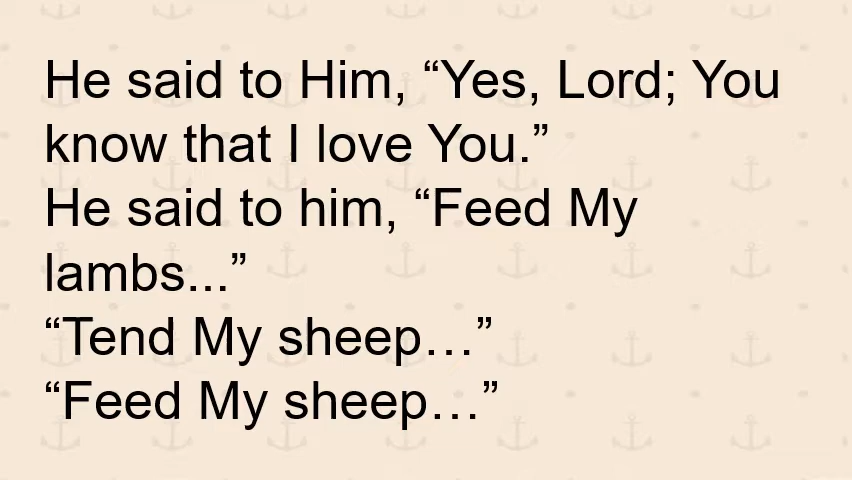 He said to Him, “Yes, Lord; You
know that I love You.”
He said to him, “Feed My
lambs...”
“Tend My sheep…”
“Feed My sheep…”